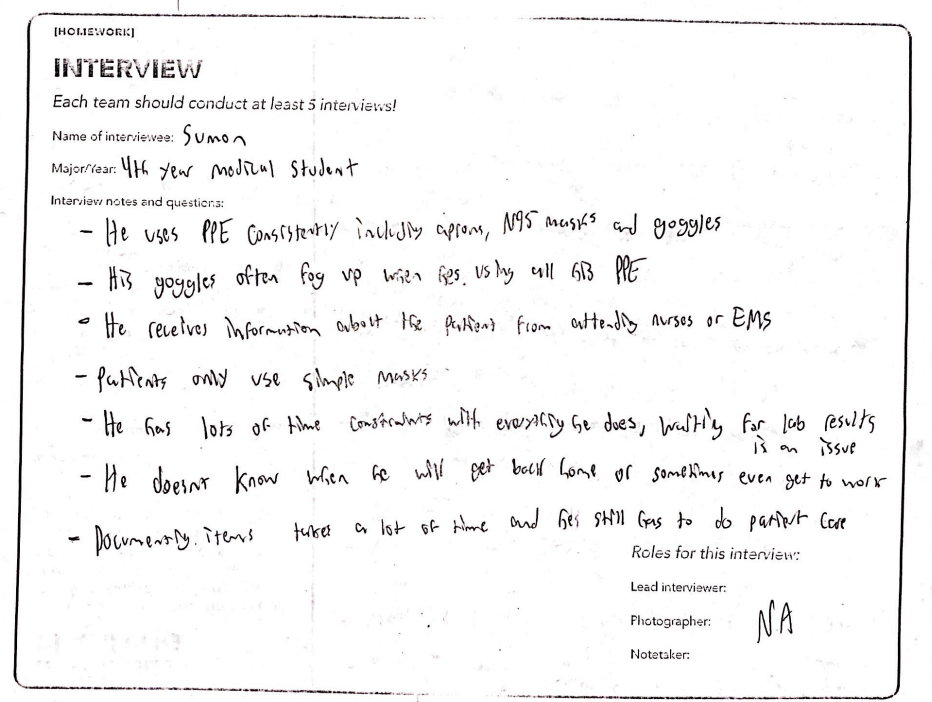 [HOMEWORK]
INTERVIEW
Each team should conduct at least 5 interviews!
Name of interviewee: Sumon
Major/Year: 4th year medical student
Interview notes and questions:
- He uses PPE consistently including aprons, N95 masks and goggles
- His goggles often fog up when hes using all his PPE
- He receives information about the patient from attending nurses or EMS
- Patients only use simple masks
- He has lots of time constraints with everything he does, waiting for lab results
is an issue
- He doesnt know when he will get back home or sometimes even get to work
- Documenting items takes a lot of time and hes still has to do patient care
Roles for this interview:
Lead interviewer:
Photographer: NA
Notetaker: